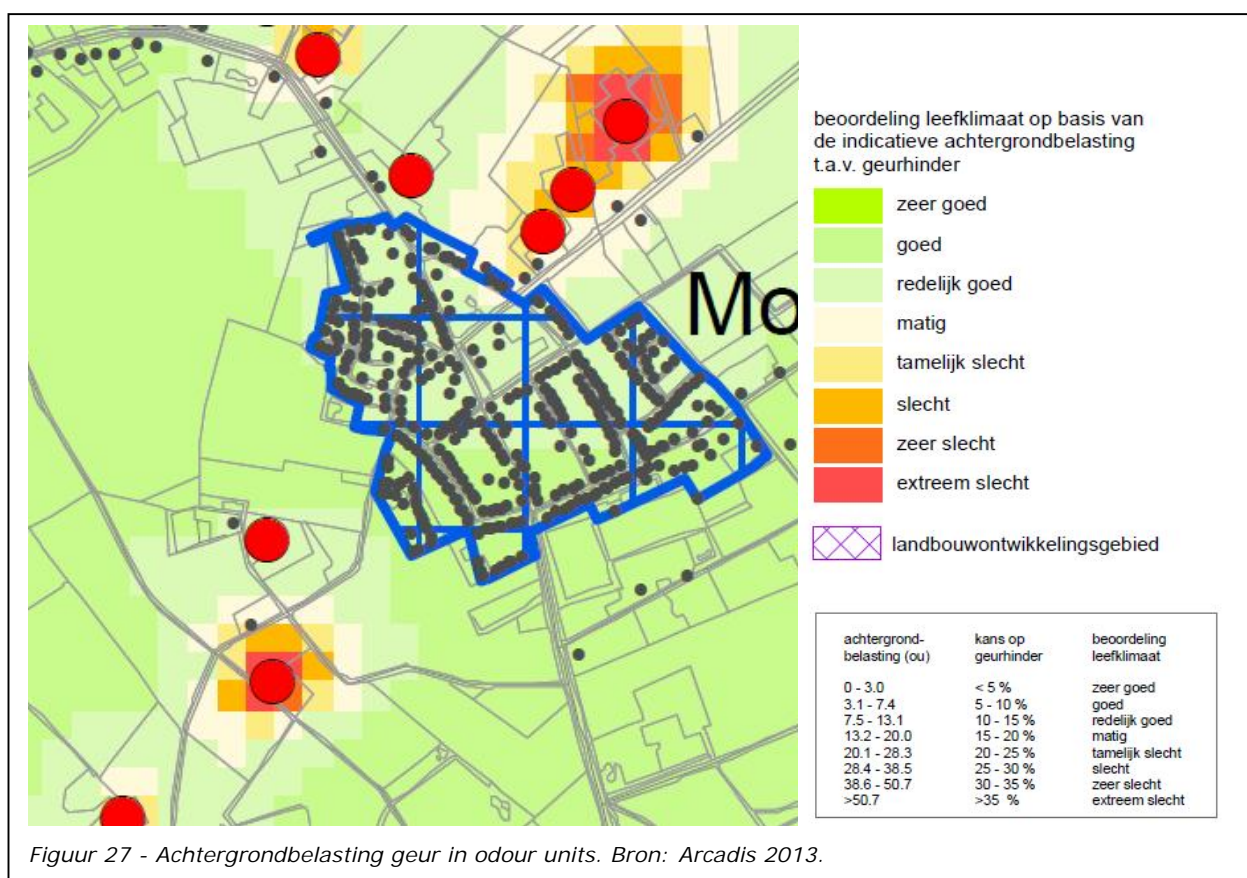 Mo
beoordeling leefklimaat op basis van
de indicatieve achtergrondbelasting
t.a.v. geurhinder
zeer goed
goed
redelijk goed
matig
tamelijk slecht
slecht
zeer slecht
extreem slecht
landbouwontwikkelingsgebied
achtergrond- kans op beoordeling
belasting (ou) geurhinder leefklimaat
0 - 3.0 < 5 % zeer goed
3.1 - 7.4 5 - 10 % goed
7.5 - 13.1 10 - 15 % redelijk goed
13.2 - 20.0 15 - 20 % matig
20.1 - 28.3 20 - 25 % tamelijk slecht
28.4 - 38.5 25 - 30 % slecht
38.6 - 50.7 30 - 35 % zeer slecht
>50.7 >35 % extreem slecht
Figuur 27 - Achtergrondbelasting geur in odour units. Bron: Arcadis 2013.